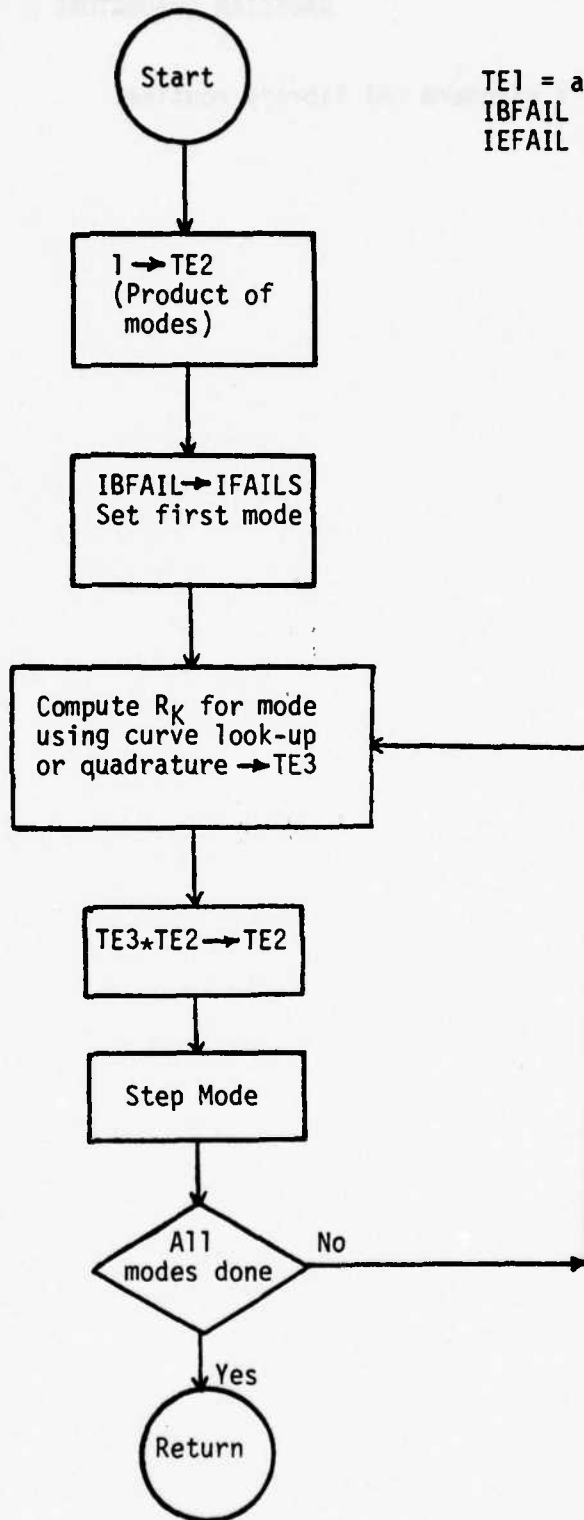 Start
TE1 = a
IBFAIL
IEFAIL
1 → TE2
(Product of
modes)
IBFAIL → IFAILS
Set first mode
Compute RK for mode
using curve look-up
or quadrature → TE3
TE3*TE2 → TE2
Step Mode
All
modes done
No
Yes
Return